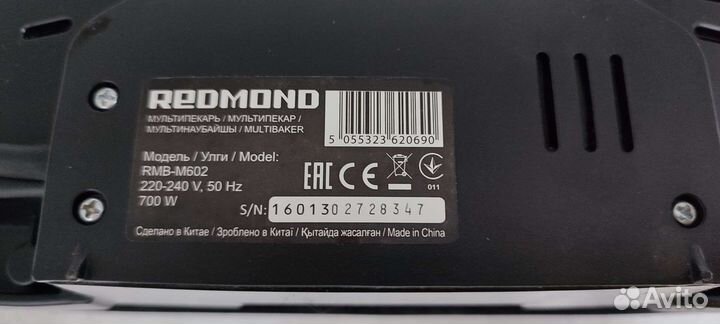 REDMOND
МУЛЬТИПЕКАРЬ / МУЛЬТИПЕКАР /
МУЛЬТИНАУБАЙШЫ / MULTIBAKER
5 055323 620690
Модель / Улги / Model:
RMB-M602
220-240 V, 50 Hz
700 W
EAC CE
011
S/N: 1601302728347
Сделано в Китае / Зроблено в Китаї / Қытайда жасалған / Made in China
Avito